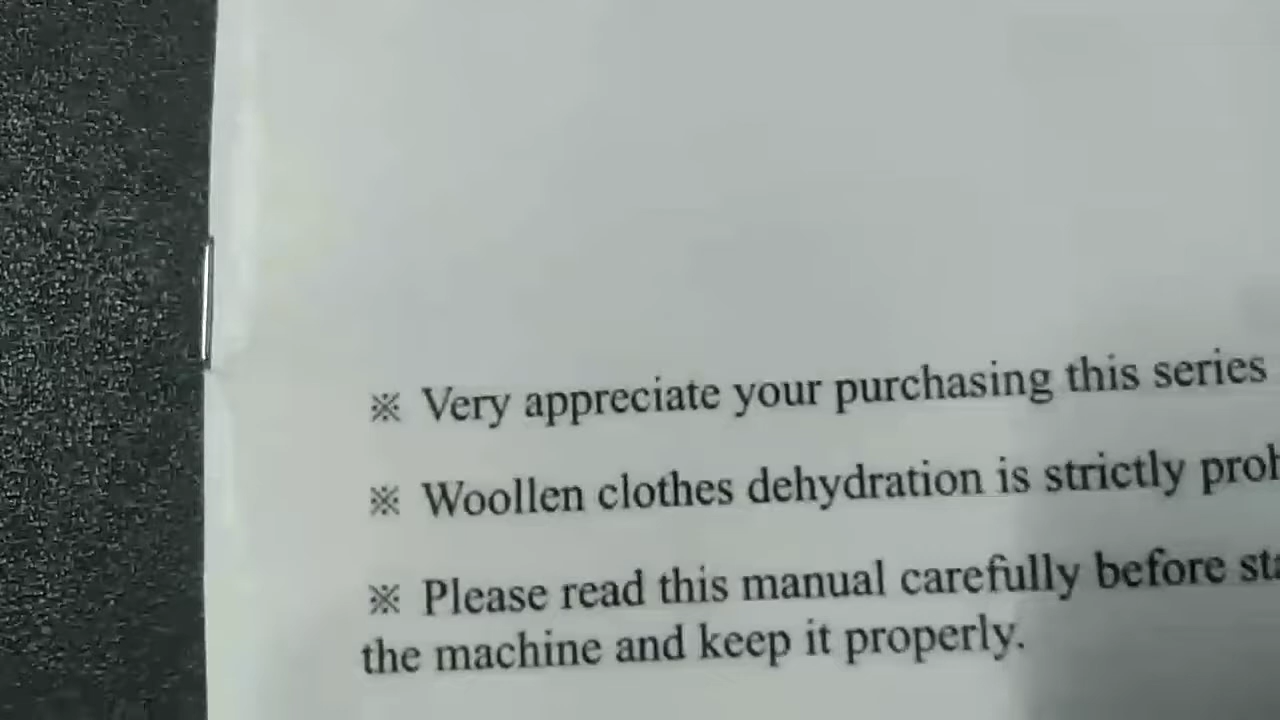 ※ Very appreciate your purchasing this series
※ Woollen clothes dehydration is strictly
※ Please read this manual carefully before
the machine and keep it properly.